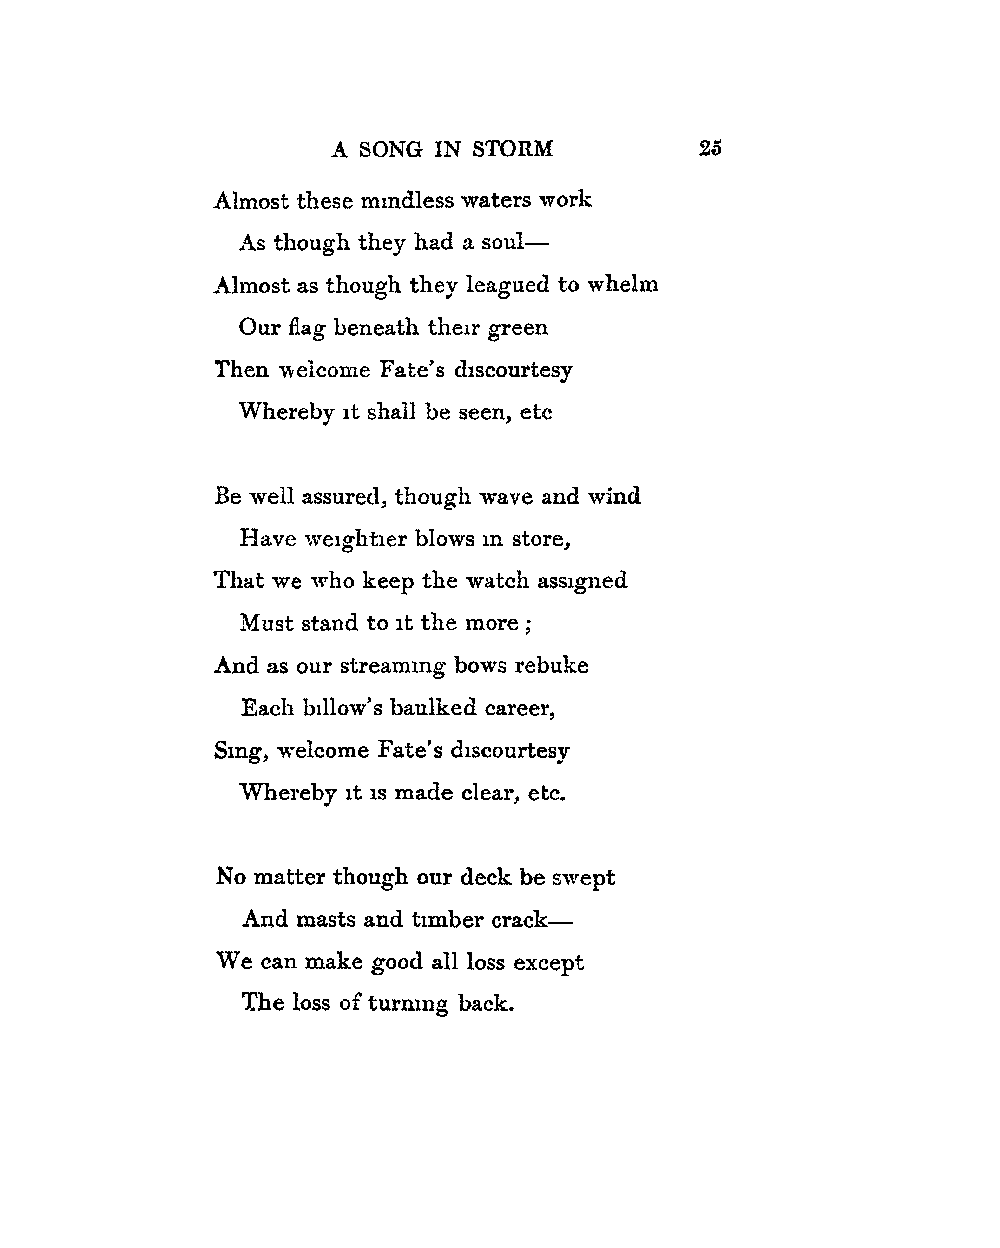 A SONG IN STORM 25
Almost these mindless waters work
As though they had a soul—
Almost as though they leagued to whelm
Our flag beneath their green
Then welcome Fate's discourtesy
Whereby it shall be seen, etc
Be well assured, though wave and wind
Have weightier blows in store,
That we who keep the watch assigned
Must stand to it the more ;
And as our streaming bows rebuke
Each billow's baulked career,
Sing, welcome Fate's discourtesy
Whereby it is made clear, etc.
No matter though our deck be swept
And masts and timber crack—
We can make good all loss except
The loss of turning back.